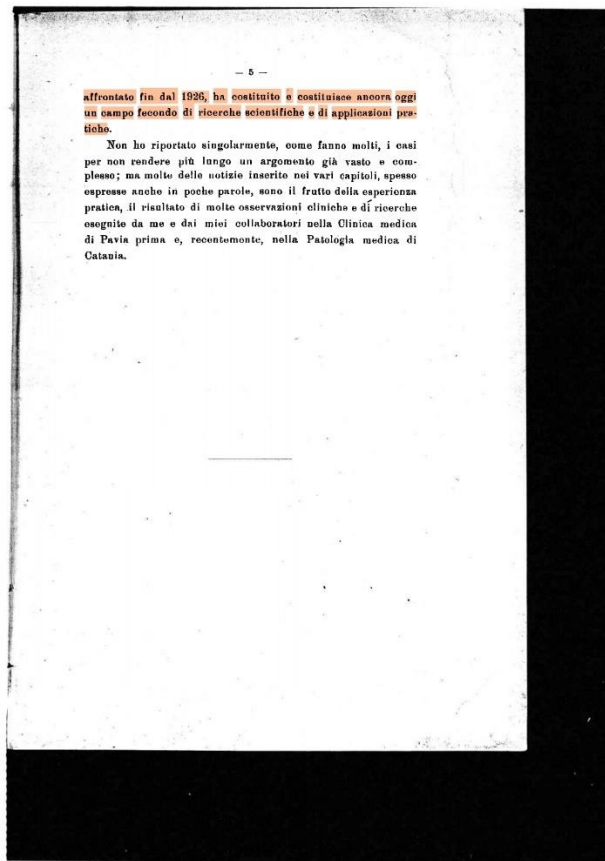 — 5 —
affrontato fin dal 1926, ha costituito e costituisce ancora oggi
un campo fecondo di ricerche scientifiche e di applicazioni pra-
tiche.
Non ho riportato singolarmente, come fanno molti, i casi
per non rendere più lungo un argomento già vasto e com-
plesso; ma molte delle notizie inserite nei vari capitoli, spesso
espresse anche in poche parole, sono il frutto della esperienza
pratica, il risultato di molte osservazioni cliniche e di ricerche
eseguite da me e dai miei collaboratori nella Clinica medica
di Pavia prima e, recentemente, nella Patologia medica di
Catania.